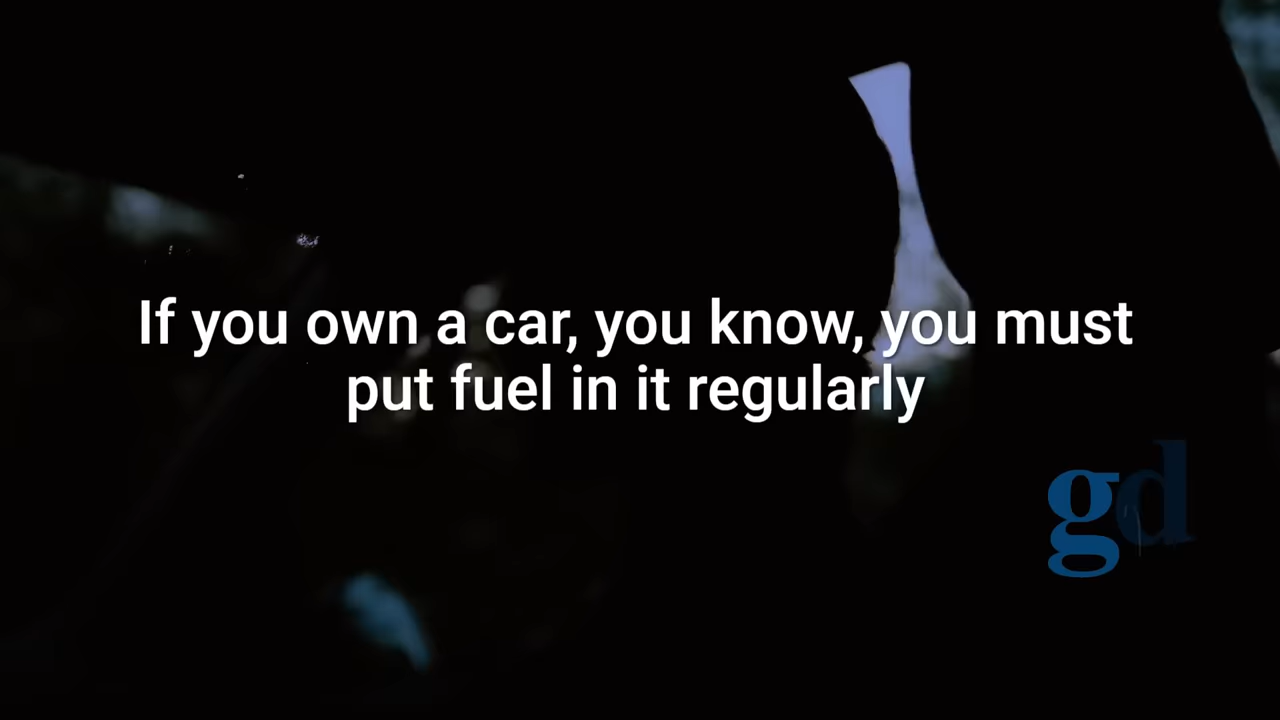 If you own a car, you know, you must
put fuel in it regularly
gd